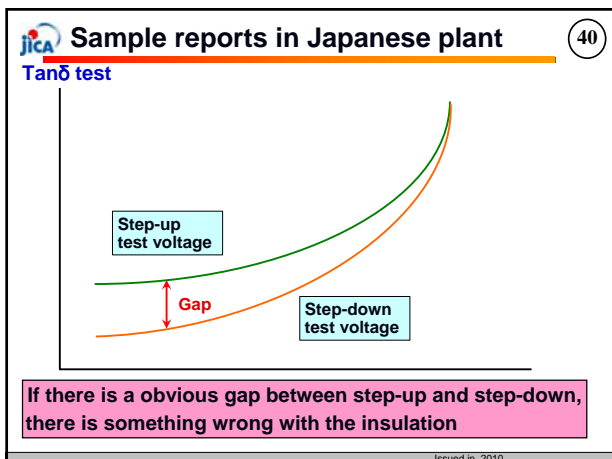 jicA Sample reports in Japanese plant 40
Tanδ test
Step-up
test voltage
Gap
Step-down
test voltage
If there is a obvious gap between step-up and step-down,
there is something wrong with the insulation
Issued in 2010